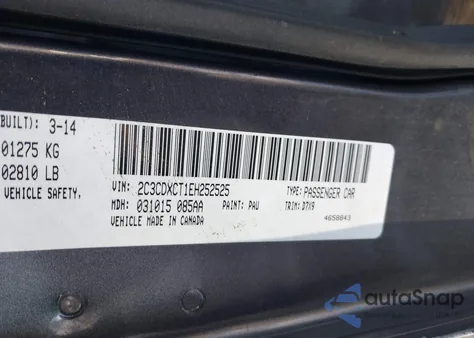 BUILT): 3-14
01275 KG
02810 LB
VEHICLE SAFETY,
VIN: 2C3CDXCT1EH252525
TYPE: PASSENGER CAR
MDH: 031015 085AA
PAINT: PAU
TRIM: D7X9
VEHICLE MADE IN CANADA
4658843
autoSnap